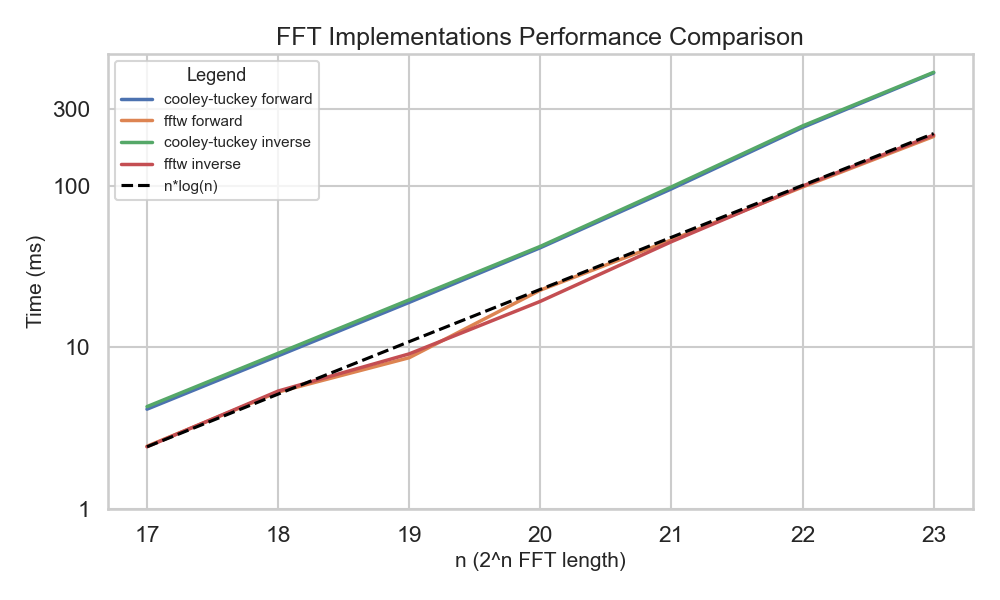 FFT Implementations Performance Comparison
Legend
cooley-tuckey forward
fftw forward
cooley-tuckey inverse
fftw inverse
n*log(n)
Time (ms)
300
100
10
1
17 18 19 20 21 22 23
n (2^n FFT length)